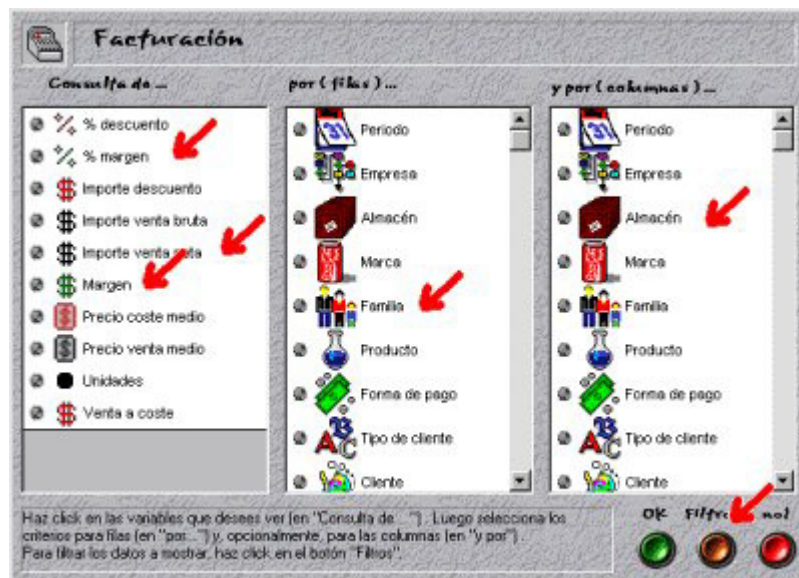 Facturación
Consulta de ...
por ( filas ) ...
y por ( columnas ) ...
% descuento
% margen
Importe descuento
Importe venta bruta
Importe venta neta
Margen
Precio coste medio
Precio venta medio
Unidades
Venta a coste
Periodo
Empresa
Almacén
Marca
Familia
Producto
Forma de pago
Tipo de cliente
Cliente
Periodo
Empresa
Almacén
Marca
Familia
Producto
Forma de pago
Tipo de cliente
Cliente
Haz click en las variables que desees ver (en "Consulta de ..."). Luego selecciona los
criterios para filas (en "por...") y, opcionalmente, para las columnas (en "y por").
Para filtrar los datos a mostrar, haz click en el botón "Filtros".
OK
no!